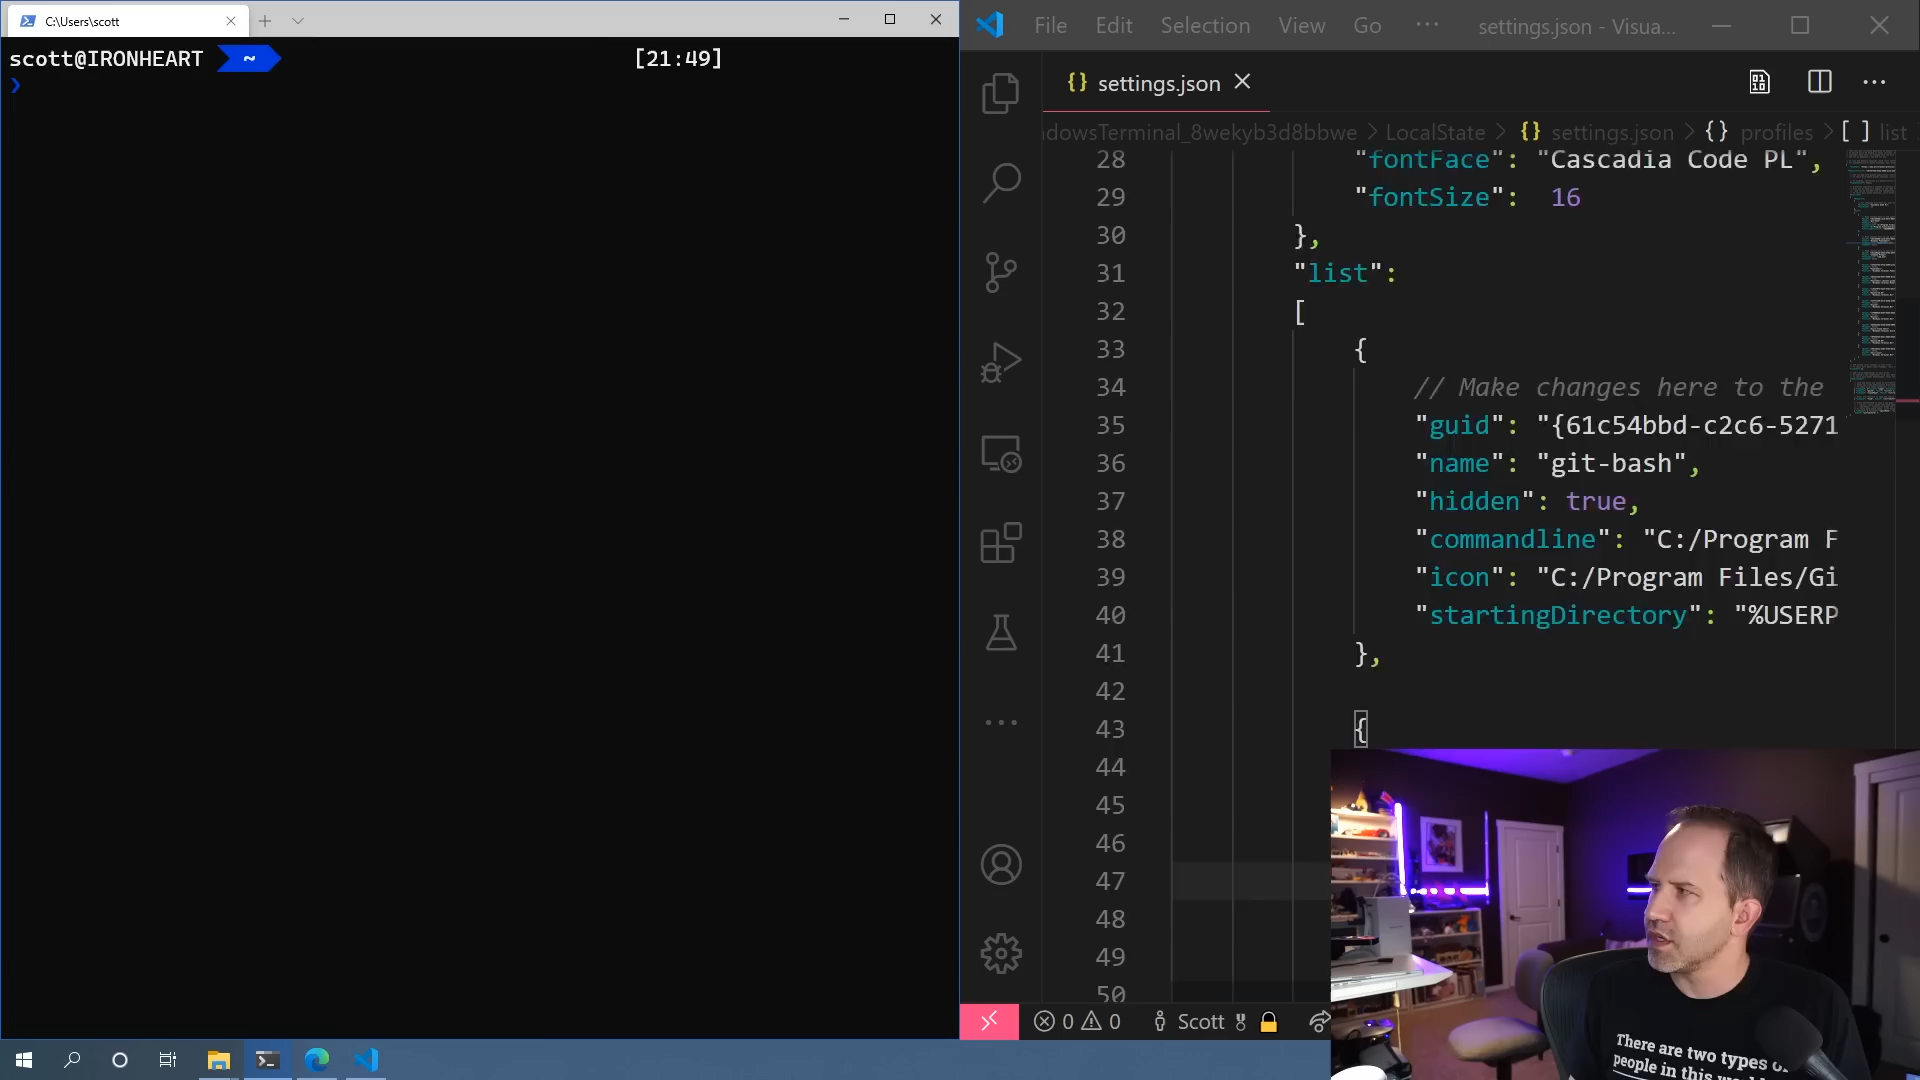 C:\Users\scott
scott@IRONHEART ~ [21:49]
❯
File Edit Selection View Go ··· settings.json - Visua...
{} settings.json
dowsTerminal_8wekyb3d8bbwe > LocalState > {} settings.json > {} profiles > [ ] list
28 "fontFace": "Cascadia Code PL",
29 "fontSize": 16
30 },
31 "list":
32 [
33 {
34 // Make changes here to the
35 "guid": "{61c54bbd-c2c6-5271
36 "name": "git-bash",
37 "hidden": true,
38 "commandline": "C:/Program F
39 "icon": "C:/Program Files/Gi
40 "startingDirectory": "%USERP
41 },
42
43 {
44
45
46
47
48
49
50
0 0 Scott
There are two types of
people in this